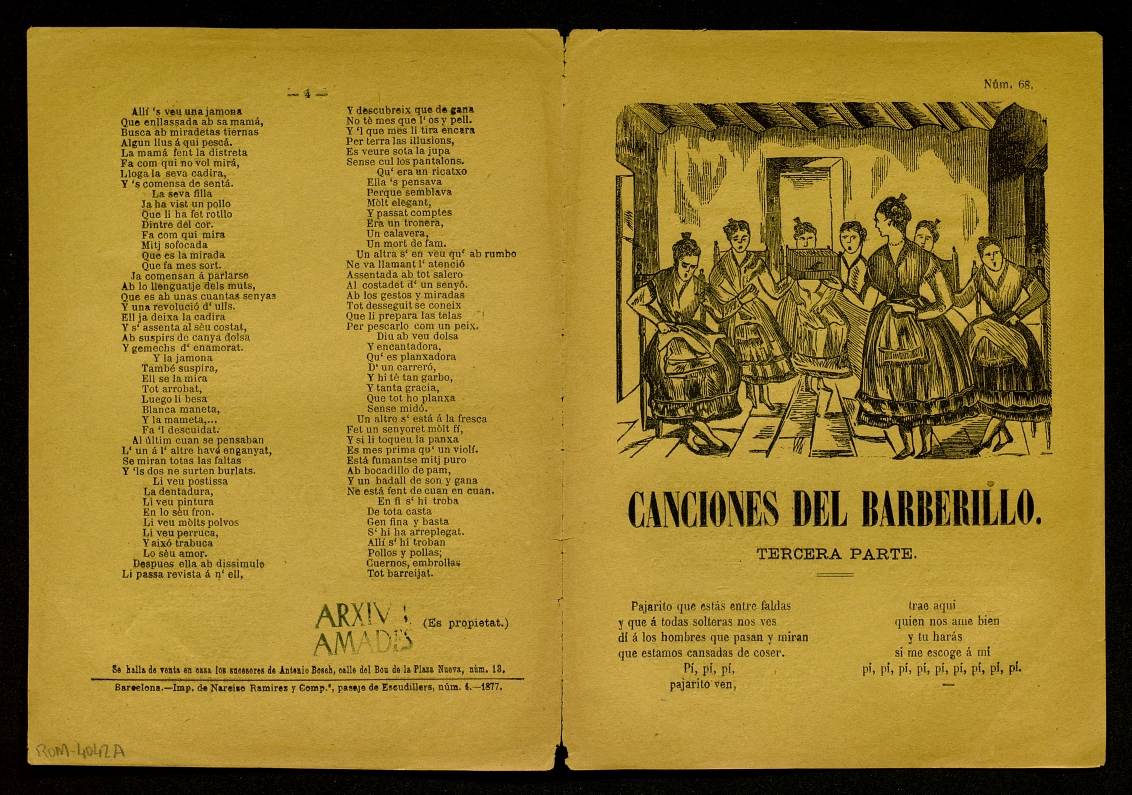 — 4 —
Allí 's veu una jamona
Que enllassada ab sa mamá,
Busca ab miradetas tiernas
Algun llus á qui pescá.
La mamá fent la distreta
Fa com qui no vol mirá,
Lloga la seva cadira,
Y 's comensa de sentá.
La seva filla
Ja ha vist un pollo
Que li ha fet rotllo
Dintre del cor.
Fa com qui mira
Mitj sofocada
Que es la mirada
Que fa mes sort.
Ja comensan á parlarse
Ab lo llenguatje dels muts,
Que es ab unas cuantas senyas
Y una revolució d' ulls.
Ell ja deixa la cadira
Y s' assenta al sèu costat,
Ab suspirs de canya dolsa
Y gemechs d' enamorat.
Y la jamona
També suspira,
Ell se la mira
Tot arrobat,
Luego li besa
Blanca maneta,
Y la mameta,...
Fa 'l descuidat.
Al últim cuan se pensaban
L' un á l' altre havé enganyat,
Se miran totas las faltas
Y 'ls dos ne surten burlats.
Li veu postissa
La dentadura,
Li veu pintura
En lo sèu fron.
Li veu mòlts polvos
Li veu perruca,
Y aixó trabuca
Lo sèu amor.
Despues ella ab dissimulo
Li passa revista á n' ell,
Y descubreix que de gana
No tè mes que l' os y pell.
Y 'l que mes li tira encara
Per terra las illusions,
Es veure sota la jupa
Sense cul los pantalons.
Qu' era un ricatxo
Ella 's pensava
Perque semblava
Mòlt elegant,
Y passat comptes
Era un tronera,
Un calavera,
Un mort de fam.
Un altra s' en veu qu' ab rumbo
Ne va llamant l' atenció
Assentada ab tot salero
Al costadet d' un senyó.
Ab los gestos y miradas
Tot desseguit se coneix
Que li prepara las telas
Per pescarlo com un peix.
Diu ab veu dolsa
Y encantadora,
Qu' es planxadora
D' un carreró,
Y hi tè tan garbo,
Y tanta gracia,
Que tot ho planxa
Sense midó.
Un altre s' está á la fresca
Fet un senyoret mòlt fí,
Y si li toqueu la panxa
Es mes prima qu' un violí.
Está fumantse mitj puro
Ab bocadillo de pam,
Y un badall de son y gana
Ne está fent de cuan en cuan.
En fi s' hi troba
De tota casta
Gen fina y basta
S' hi ha arreplegat.
Allí s' hi troban
Pollos y pollas;
Cuernos, embrollas
Tot barreijat.
ARXIU
AMADES
(Es propietat.)
Se halla de venta en casa los sucessores de Antonio Bosch, calle del Bou de la Plaza Nueva, núm. 13.
Barcelona.—Imp. de Narciso Ramirez y Comp.ª, pasaje de Escudillers, núm. 4.—1877.
ROM-4042A
Núm. 68.
CANCIONES DEL BARBERILLO.
TERCERA PARTE.
Pajarito que estás entre faldas
y que á todas solteras nos ves
dí á los hombres que pasan y miran
que estamos cansadas de coser.
Pí, pí, pí,
pajarito ven,
trae aquí
quien nos ame bien
y tu harás
si me escoge á mí
pí, pí, pí, pí, pí, pí, pí, pí, pí.